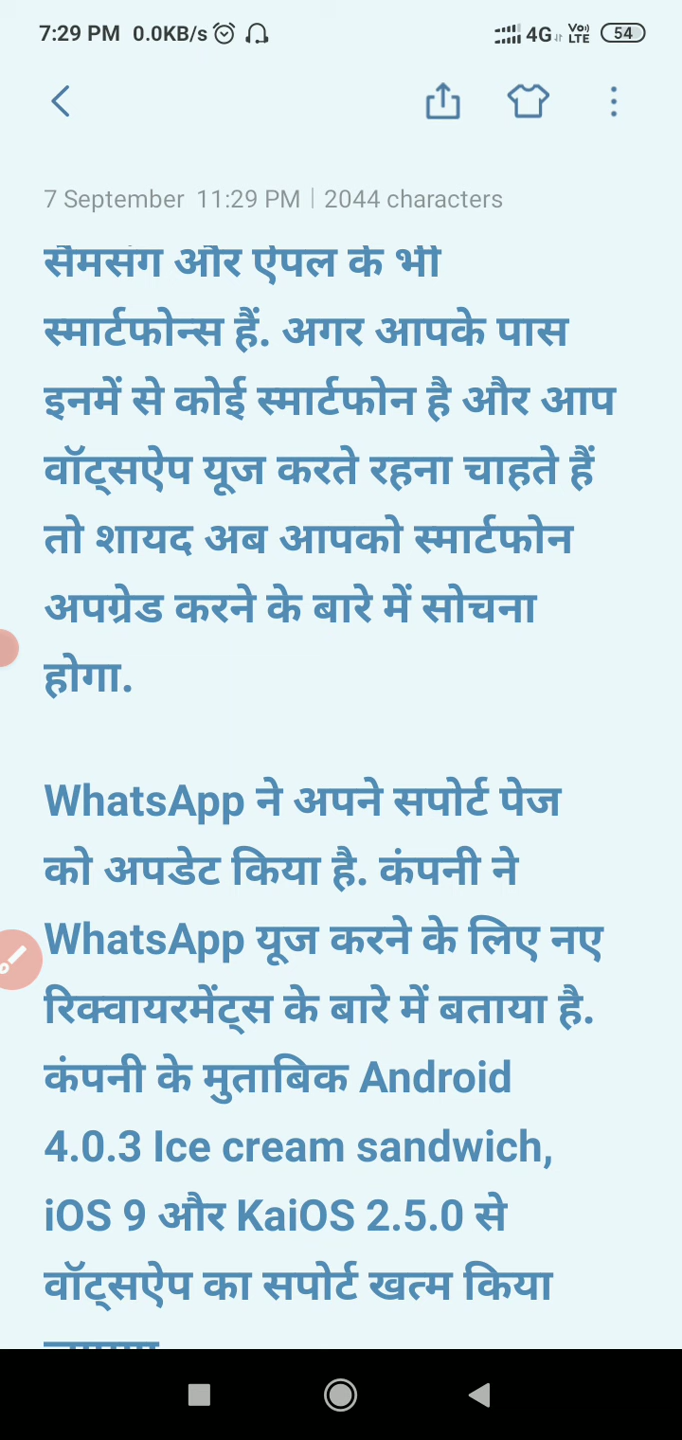 7:29 PM 0.0KB/s 4G VoLTE 54
7 September 11:29 PM | 2044 characters
सैमसंग और ऐपल के भी
स्मार्टफोन्स हैं. अगर आपके पास
इनमें से कोई स्मार्टफोन है और आप
वॉट्सऐप यूज करते रहना चाहते हैं
तो शायद अब आपको स्मार्टफोन
अपग्रेड करने के बारे में सोचना
होगा.
WhatsApp ने अपने सपोर्ट पेज
को अपडेट किया है. कंपनी ने
WhatsApp यूज करने के लिए नए
रिक्वायरमेंट्स के बारे में बताया है.
कंपनी के मुताबिक Android
4.0.3 Ice cream sandwich,
iOS 9 और KaiOS 2.5.0 से
वॉट्सऐप का सपोर्ट खत्म किया